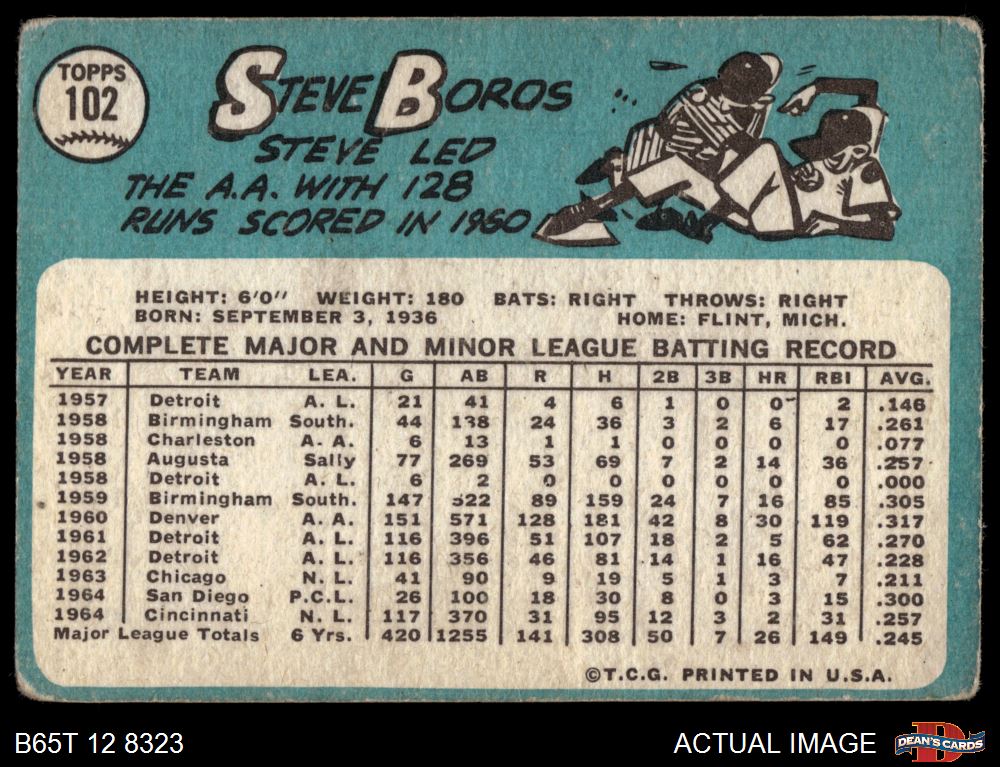 TOPPS
102
STEVE BOROS
STEVE LED
THE A.A. WITH 128
RUNS SCORED IN 1960
HEIGHT: 6'0" WEIGHT: 180 BATS: RIGHT THROWS: RIGHT
BORN: SEPTEMBER 3, 1936 HOME: FLINT, MICH.
COMPLETE MAJOR AND MINOR LEAGUE BATTING RECORD
YEAR TEAM LEA. G AB R H 2B 3B HR RBI AVG.
1957 Detroit A. L. 21 41 4 6 1 0 0 2 .146
1958 Birmingham South. 44 138 24 36 3 2 6 17 .261
1958 Charleston A. A. 6 13 1 1 0 0 0 0 .077
1958 Augusta Sally 77 269 53 69 7 2 14 36 .257
1958 Detroit A. L. 6 2 0 0 0 0 0 0 .000
1959 Birmingham South. 147 522 89 159 24 7 16 85 .305
1960 Denver A. A. 151 571 128 181 42 8 30 119 .317
1961 Detroit A. L. 116 396 51 107 18 2 5 62 .270
1962 Detroit A. L. 116 356 46 81 14 1 16 47 .228
1963 Chicago N. L. 41 90 9 19 5 1 3 7 .211
1964 San Diego P.C.L. 26 100 18 30 8 0 3 15 .300
1964 Cincinnati N. L. 117 370 31 95 12 3 2 31 .257
Major League Totals 6 Yrs. 420 1255 141 308 50 7 26 149 .245
©T.C.G. PRINTED IN U.S.A.
B65T 12 8323 ACTUAL IMAGE
D
DEAN'S CARDS